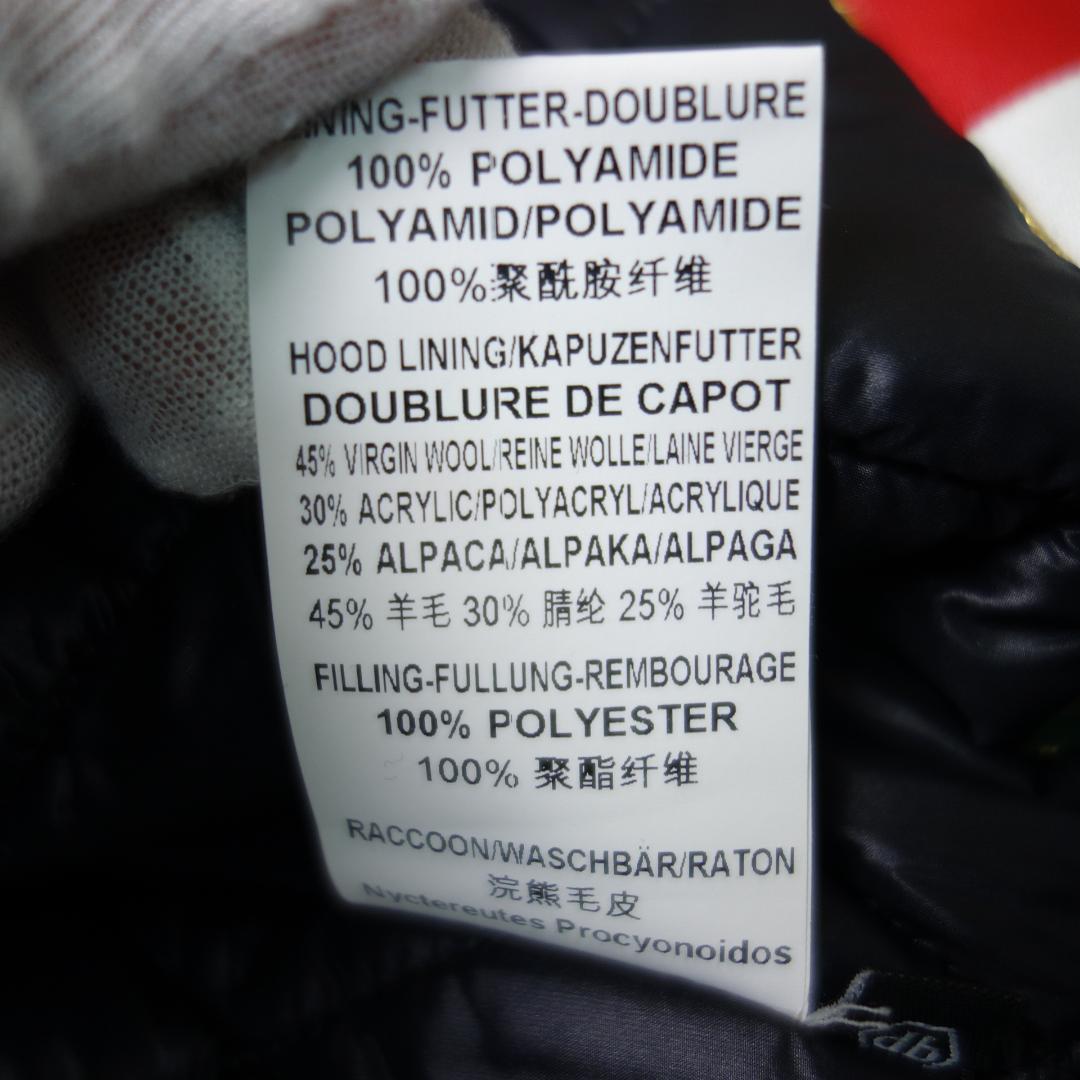 LINING-FUTTER-DOUBLURE
100% POLYAMIDE
POLYAMID/POLYAMIDE
100%聚酰胺纤维
HOOD LINING/KAPUZENFUTTER
DOUBLURE DE CAPOT
45% VIRGIN WOOL/REINE WOLLE/LAINE VIERGE
30% ACRYLIC/POLYACRYL/ACRYLIQUE
25% ALPACA/ALPAKA/ALPAGA
45% 羊毛 30% 腈纶 25% 羊驼毛
FILLING-FULLUNG-REMBOURAGE
100% POLYESTER
100% 聚酯纤维
RACCOON/WASCHBÄR/RATON
浣熊毛皮
Nyctereutes Procyonoidos